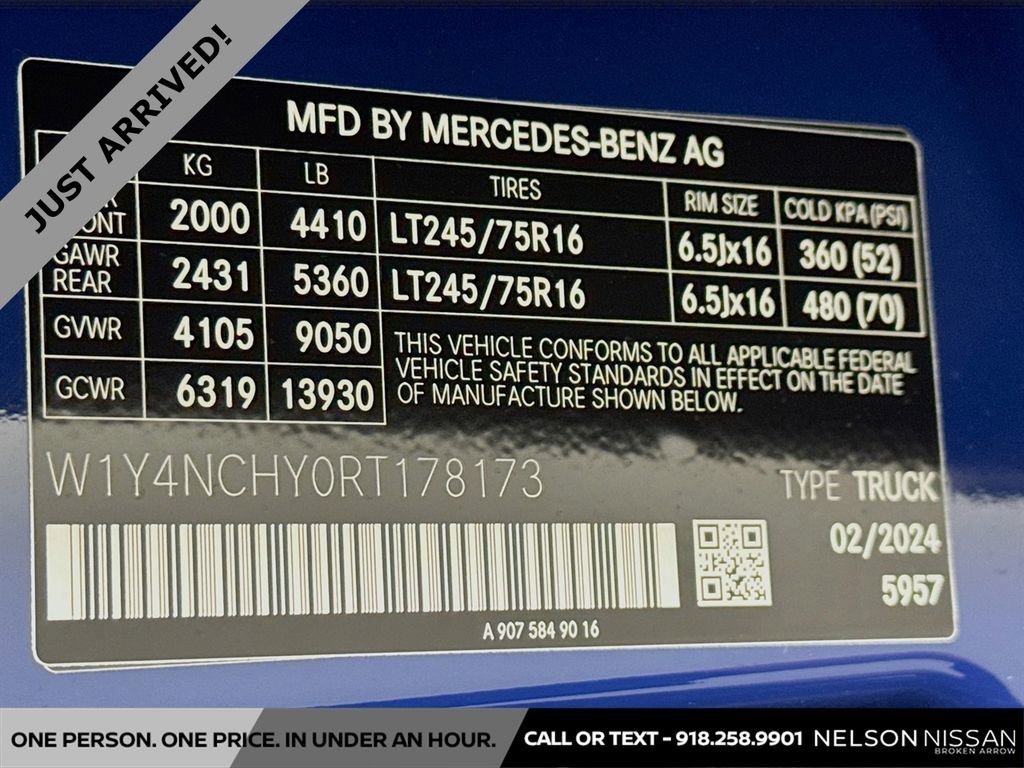 JUST ARRIVED!
MFD BY MERCEDES-BENZ AG
KG LB TIRES RIM SIZE COLD KPA (PSI)
2000 4410 LT245/75R16 6.5Jx16 360 (52)
GAWR REAR 2431 5360 LT245/75R16 6.5Jx16 480 (70)
GVWR 4105 9050
GCWR 6319 13930
THIS VEHICLE CONFORMS TO ALL APPLICABLE FEDERAL
VEHICLE SAFETY STANDARDS IN EFFECT ON THE DATE
OF MANUFACTURE SHOWN BELOW.
W1Y4NCHY0RT178173 TYPE TRUCK
02/2024
5957
A 907 584 90 16
ONE PERSON. ONE PRICE. IN UNDER AN HOUR. CALL OR TEXT - 918.258.9901 NELSON NISSAN
BROKEN ARROW